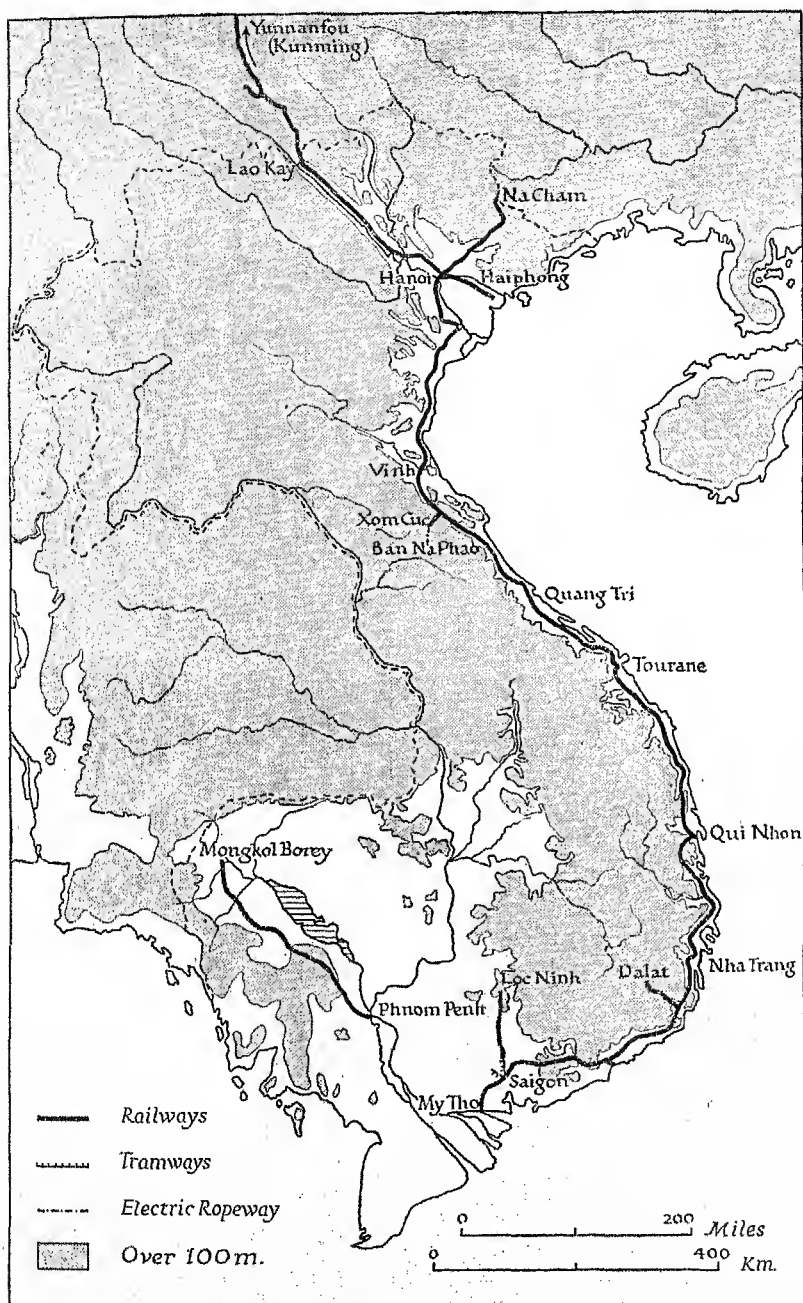 Yunnanfou
(Kunming)
Lao Kay
Na Cham
Hanoi
Haiphong
Vinh
Xom Cuc
Ban Na Phao
Quang Tri
Tourane
Qui Nhon
Mongkol Borey
Nha Trang
Dalat
Loc Ninh
Phnom Penh
Saigon
My Tho
Railways
Tramways
Electric Ropeway
Over 100m.
0 200 Miles
0 400 Km.